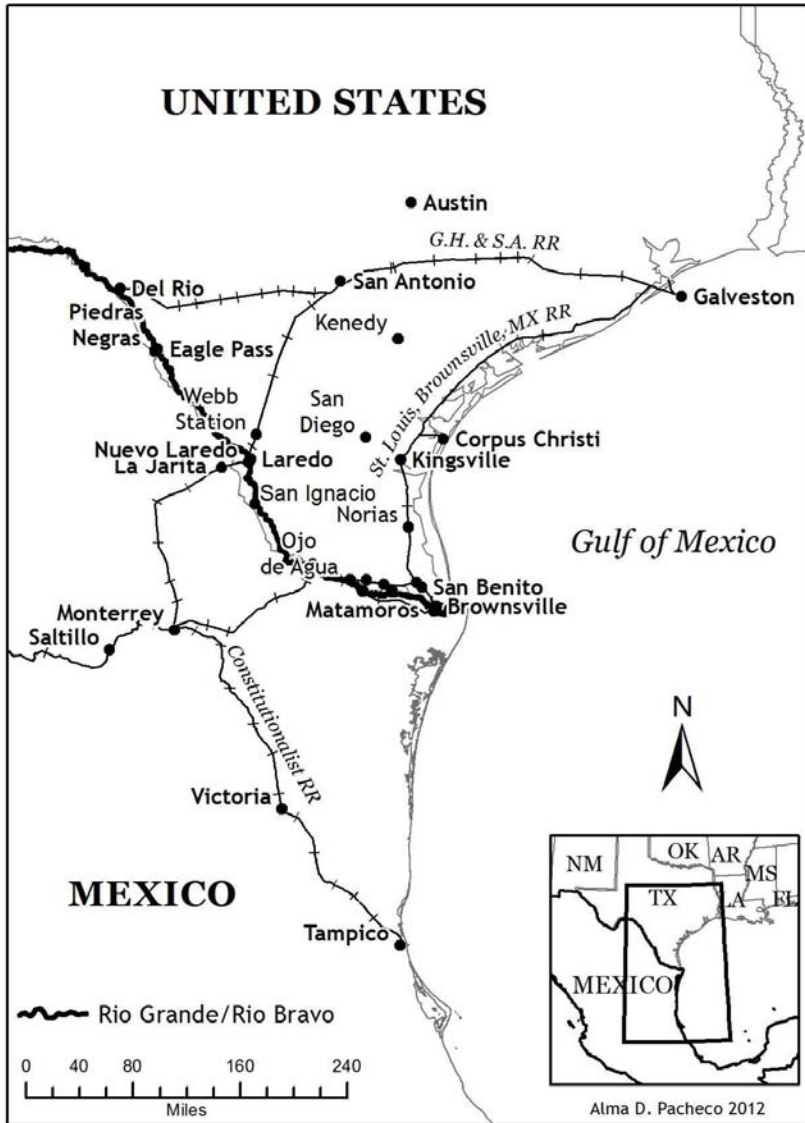 UNITED STATES
Austin
G.H. & S.A. RR
Del Rio
San Antonio
Galveston
Piedras
Negras
Eagle Pass
Kenedy
St. Louis, Brownsville, MX RR
Webb
Station
San
Diego
Corpus Christi
Nuevo Laredo
Laredo
Kingsville
La Jarita
San Ignacio
Norias
Ojo
de Agua
Gulf of Mexico
San Benito
Matamoros
Brownsville
Monterrey
Saltillo
Constitutionalist RR
N
Victoria
MEXICO
Tampico
Rio Grande/Rio Bravo
0 40 80 160 240
Miles
NM
OK
AR
MS
TX
LA
FL
MEXICO
Alma D. Pacheco 2012